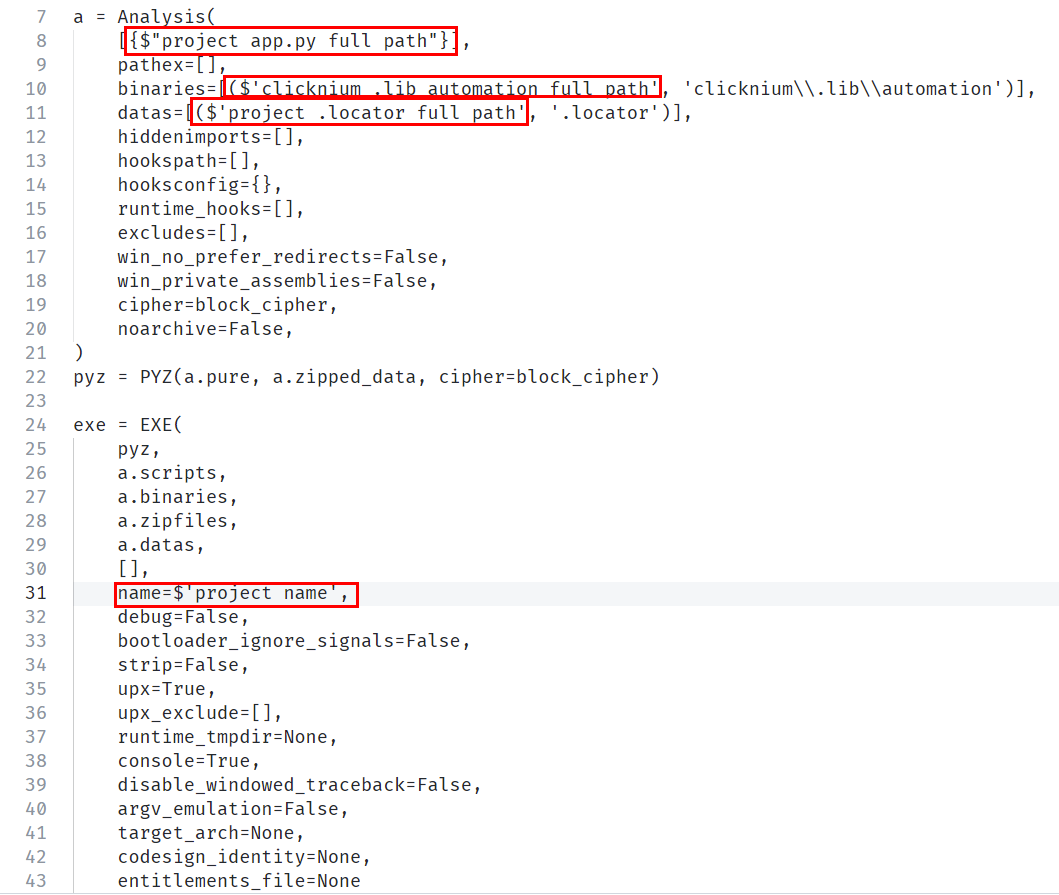 7 a = Analysis(
8     [{$"project app.py full path"}],
9     pathex=[],
10     binaries=[($'clicknium .lib automation full path', 'clicknium\\.lib\\automation')],
11     datas=[($'project .locator full path', '.locator')],
12     hiddenimports=[],
13     hookspath=[],
14     hooksconfig={},
15     runtime_hooks=[],
16     excludes=[],
17     win_no_prefer_redirects=False,
18     win_private_assemblies=False,
19     cipher=block_cipher,
20     noarchive=False,
21 )
22 pyz = PYZ(a.pure, a.zipped_data, cipher=block_cipher)
23
24 exe = EXE(
25     pyz,
26     a.scripts,
27     a.binaries,
28     a.zipfiles,
29     a.datas,
30     [],
31     name=$'project name',
32     debug=False,
33     bootloader_ignore_signals=False,
34     strip=False,
35     upx=True,
36     upx_exclude=[],
37     runtime_tmpdir=None,
38     console=True,
39     disable_windowed_traceback=False,
40     argv_emulation=False,
41     target_arch=None,
42     codesign_identity=None,
43     entitlements_file=None